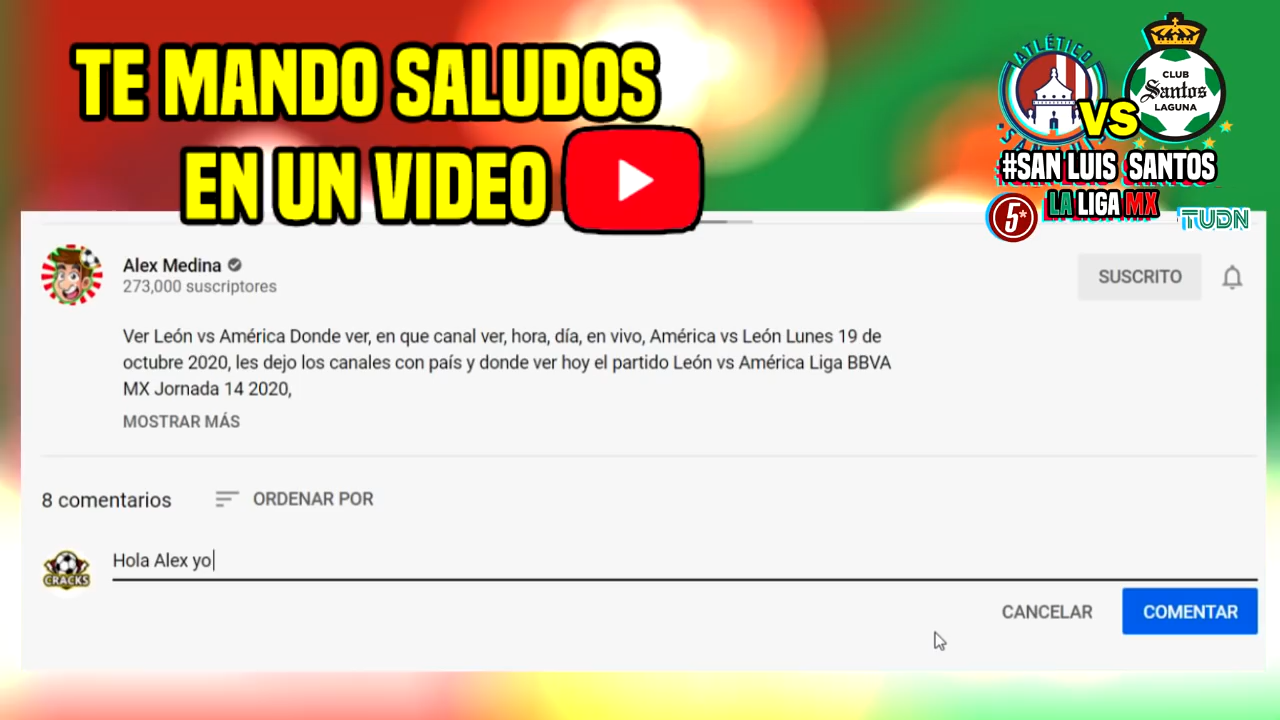 TE MANDO SALUDOS
EN UN VIDEO
ATLÉTICO
VS
CLUB
Santos
LAGUNA
#SAN LUIS SANTOS
5*
LA LIGA MX
TUDN
Alex Medina
273,000 suscriptores
SUSCRITO
Ver León vs América Donde ver, en que canal ver, hora, día, en vivo, América vs León Lunes 19 de
octubre 2020, les dejo los canales con país y donde ver hoy el partido León vs América Liga BBVA
MX Jornada 14 2020,
MOSTRAR MÁS
8 comentarios
ORDENAR POR
CRACKS
Hola Alex yo
CANCELAR
COMENTAR